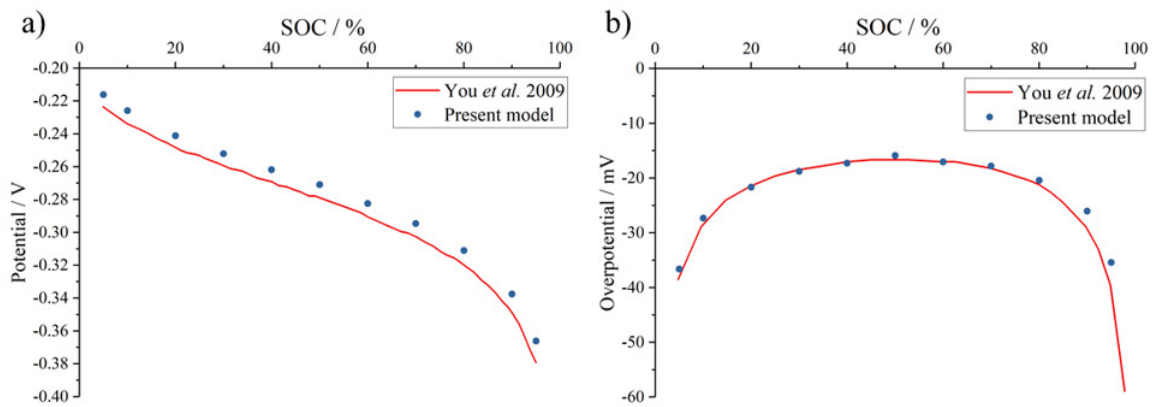 a)
SOC / %
0 20 40 60 80 100
-0.20
-0.22
-0.24
-0.26
-0.28
-0.30
-0.32
-0.34
-0.36
-0.38
-0.40
Potential / V
You et al. 2009
Present model
b)
SOC / %
0 20 40 60 80 100
0
-10
-20
-30
-40
-50
-60
Overpotential / mV
You et al. 2009
Present model